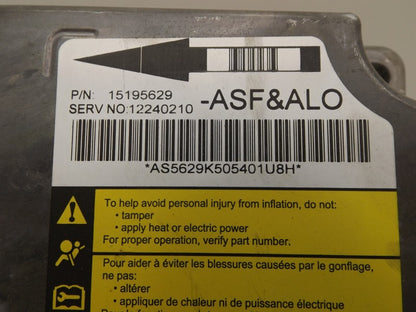 P/N: 15195629
SERV NO:12240210 -ASF&ALO
*AS5629K505401U8H*
To help avoid personal injury from inflation, do not:
• tamper
• apply heat or electric power
For proper operation, verify part number.
Pour aider à éviter les blessures causées par le gonflage,
ne pas:
• altérer
• appliquer de chaleur ni de puissance électrique